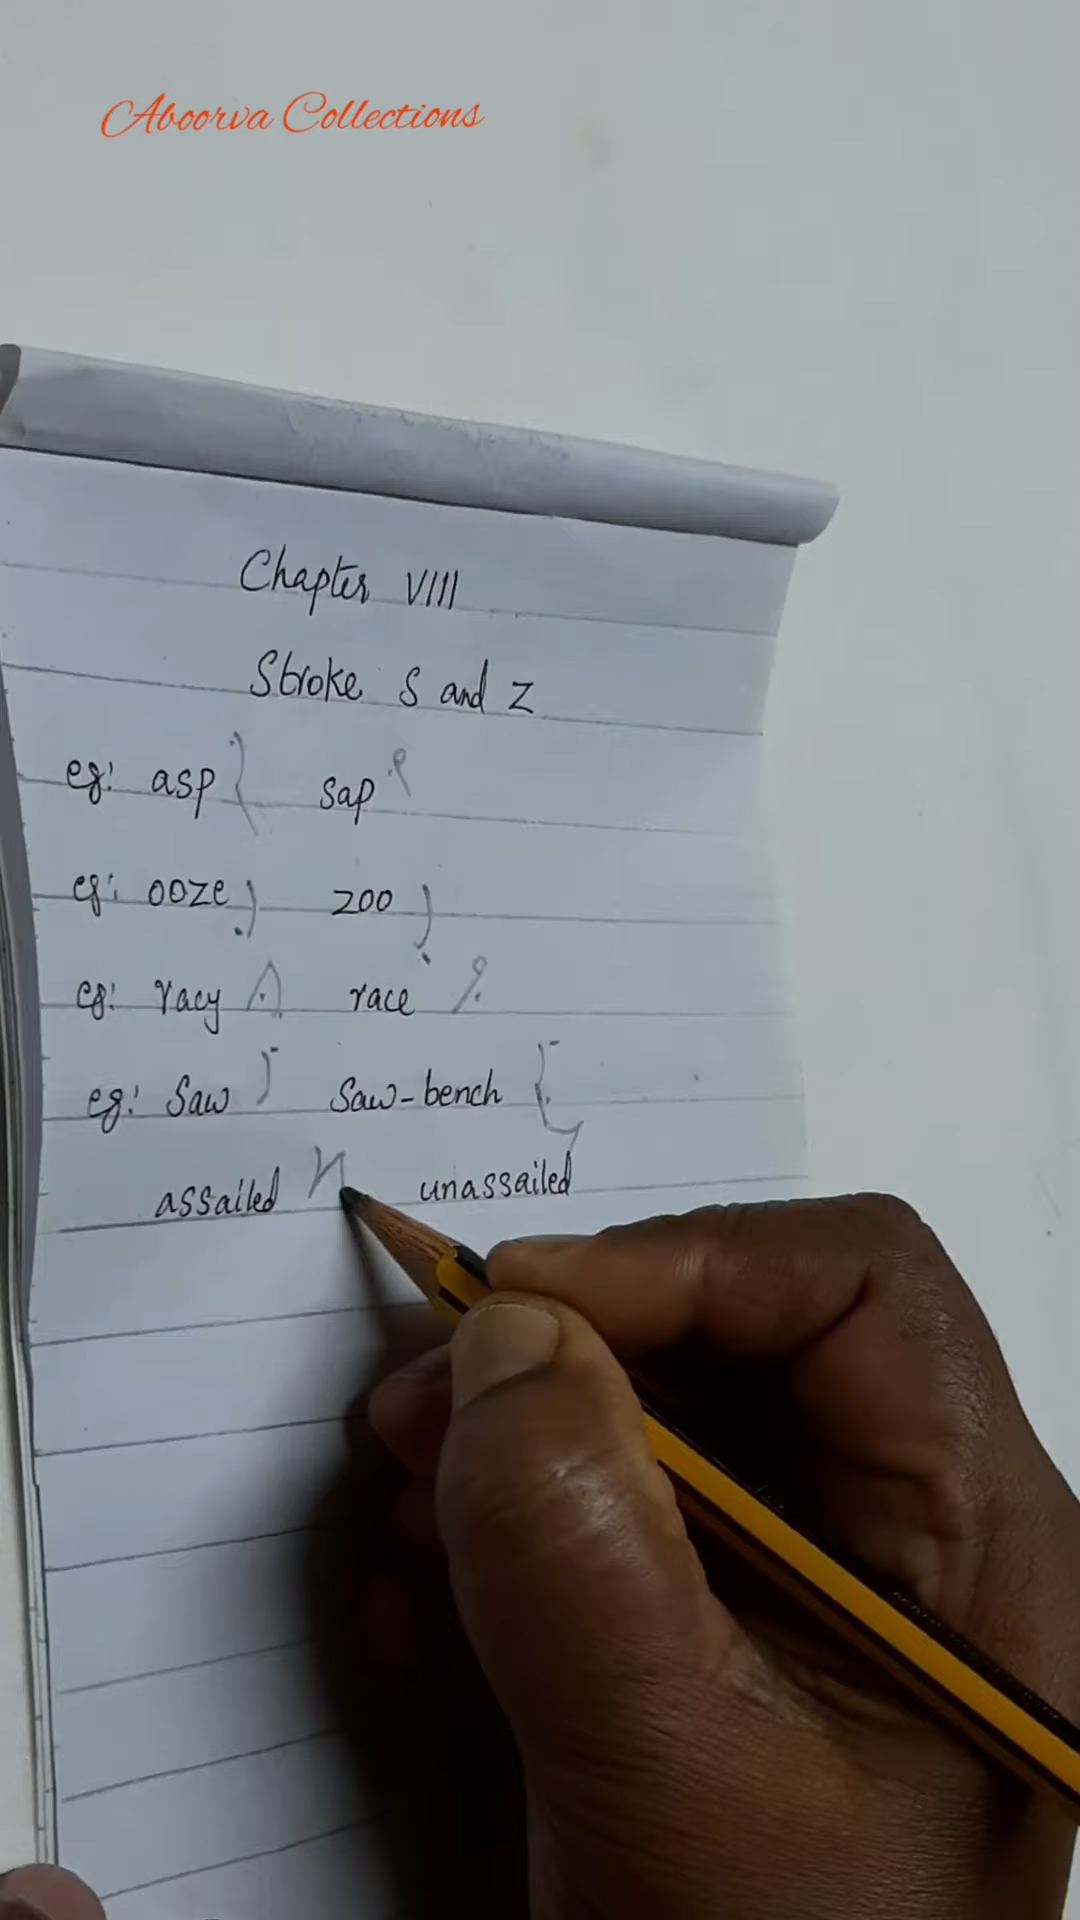 Aboorva Collections
Chapter VIII
Stroke S and Z
eg: asp sap
eg: ooze zoo
eg: racy race
eg: Saw Saw-bench
assailed unassailed